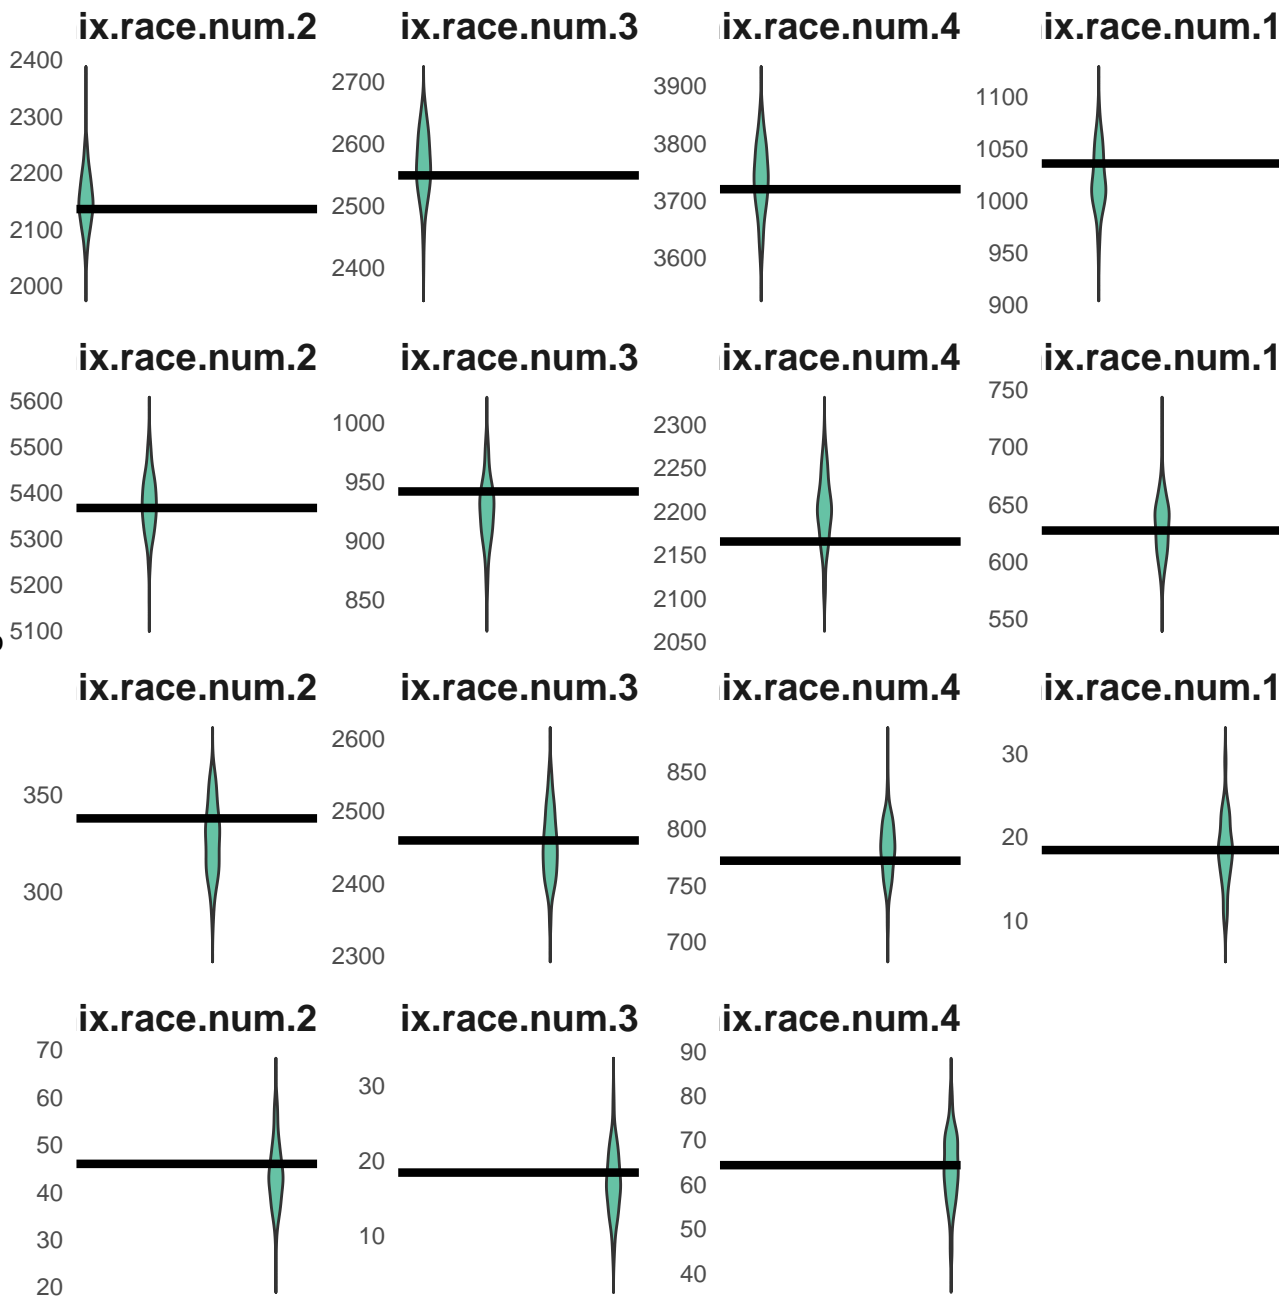 ix.race.num.2 ix.race.num.3 ix.race.num.4 ix.race.num.1
2400 2300 2200 2100 2000
2700 2600 2500 2400
3900 3800 3700 3600
1100 1050 1000 950 900
ix.race.num.2 ix.race.num.3 ix.race.num.4 ix.race.num.1
5600 5500 5400 5300 5200 5100
1000 950 900 850
2300 2250 2200 2150 2100 2050
750 700 650 600 550
ix.race.num.2 ix.race.num.3 ix.race.num.4 ix.race.num.1
350 300
2600 2500 2400 2300
850 800 750 700
30 20 10
ix.race.num.2 ix.race.num.3 ix.race.num.4
70 60 50 40 30 20
30 20 10
90 80 70 60 50 40